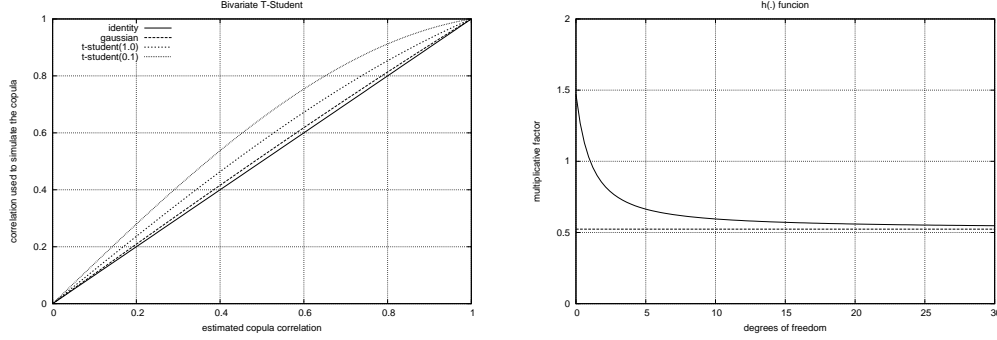 Bivariate T-Student
identity
gaussian
t-student(1.0)
t-student(0.1)
correlation used to simulate the copula
1
0.8
0.6
0.4
0.2
0
0
0.2
0.4
0.6
0.8
1
estimated copula correlation
h(.) funcion
multiplicative factor
2
1.5
1
0.5
0
0
5
10
15
20
25
30
degrees of freedom